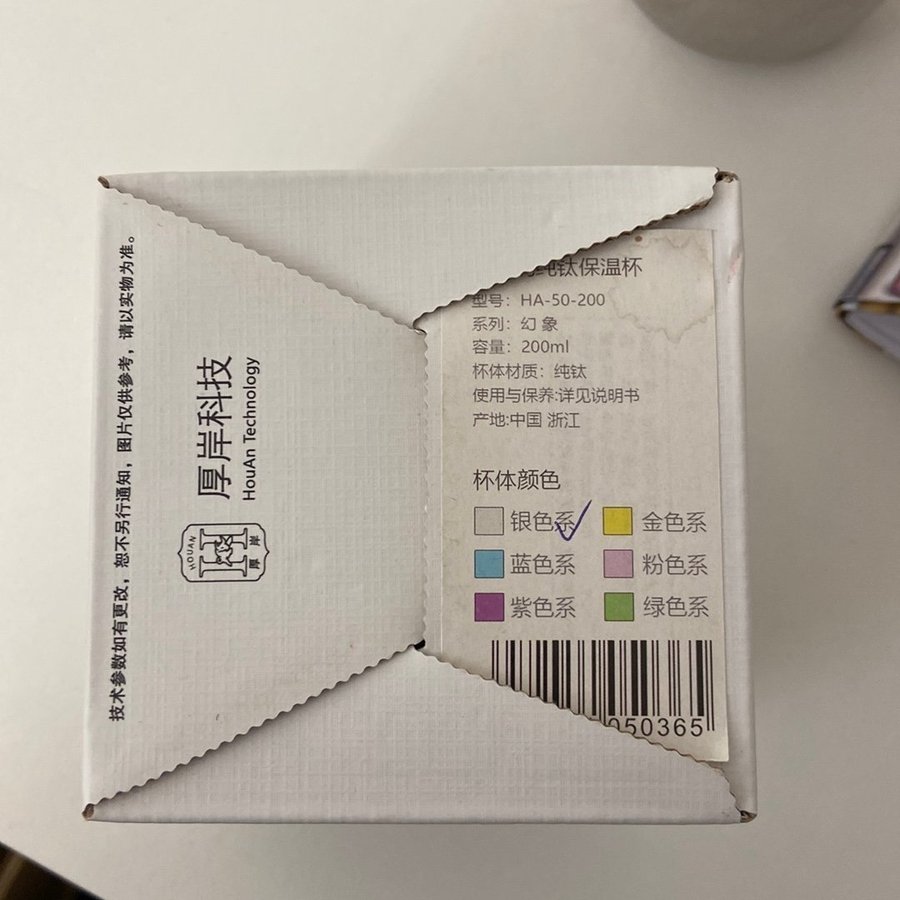 纯钛保温杯
型号：HA-50-200
系列：幻 象
容量：200ml
杯体材质：纯钛
使用与保养:详见说明书
产地:中国 浙江
杯体颜色
银色系 金色系
蓝色系 粉色系
紫色系 绿色系
050365
厚岸科技
HouAn Technology
HOUAN
厚岸
技术参数如有更改，恕不另行通知，图片仅供参考，请以实物为准。